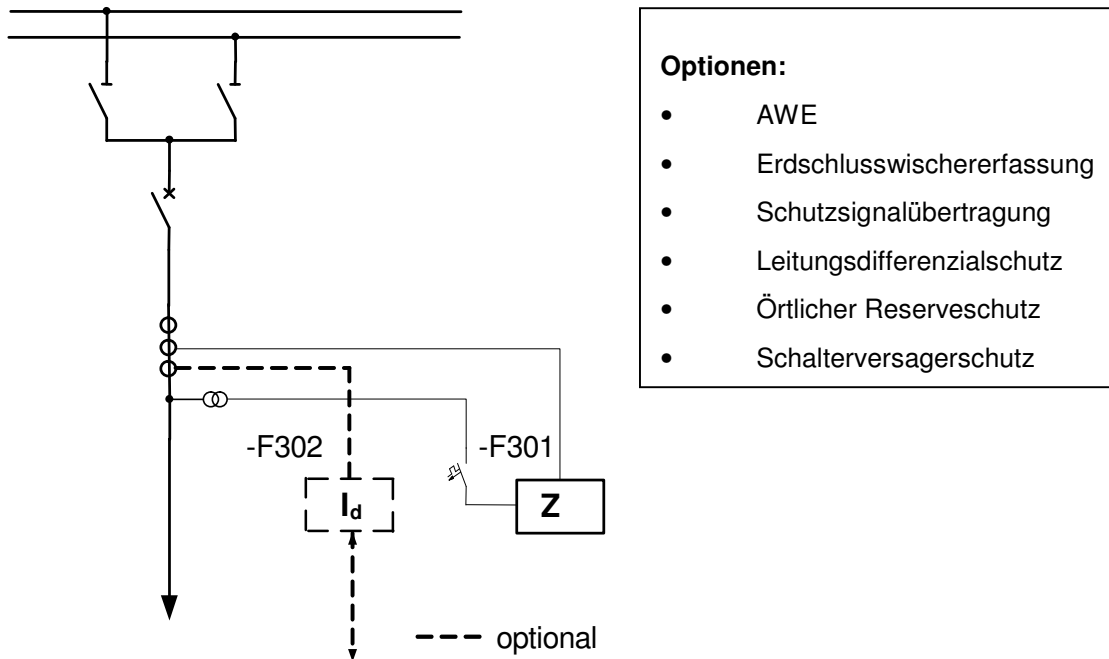 Optionen:
• AWE
• Erdschlusswischererfassung
• Schutzsignalübertragung
• Leitungsdifferenzialschutz
• Örtlicher Reserveschutz
• Schalterversagerschutz
-F302
-F301
Id
Z
optional